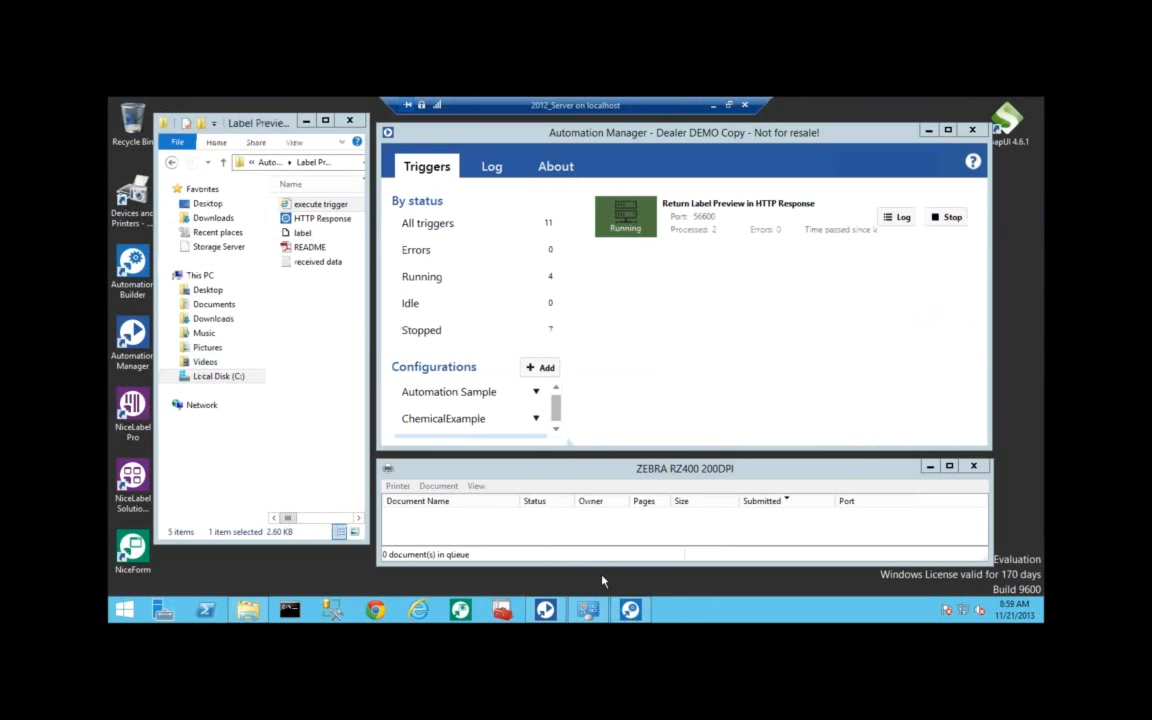 2012_Server on localhost
Recycle Bin
Devices and
Printers - ...
Automation
Builder
Automation
Manager
NiceLabel
Pro
NiceLabel
Solutio...
NiceForm
Label Previe...
File Home Share View
Auto... Label Pr...
Favorites
Desktop
Downloads
Recent places
Storage Server
This PC
Desktop
Documents
Downloads
Music
Pictures
Videos
Local Disk (C:)
Network
Name
execute trigger
HTTP Response
label
README
received data
5 items 1 item selected 2.60 KB
Automation Manager - Dealer DEMO Copy - Not for resale!
Triggers Log About
By status
All triggers 11
Errors 0
Running 4
Idle 0
Stopped 7
Configurations
+ Add
Automation Sample
ChemicalExample
Running
Return Label Preview in HTTP Response
Port: 56600
Processed: 2 Errors: 0 Time passed since l
Log Stop
ZEBRA RZ400 200DPI
Printer Document View
Document Name Status Owner Pages Size Submitted Port
0 document(s) in queue
apUI 4.6.1
Evaluation
Windows License valid for 170 days
Build 9600
8:59 AM
11/21/2013